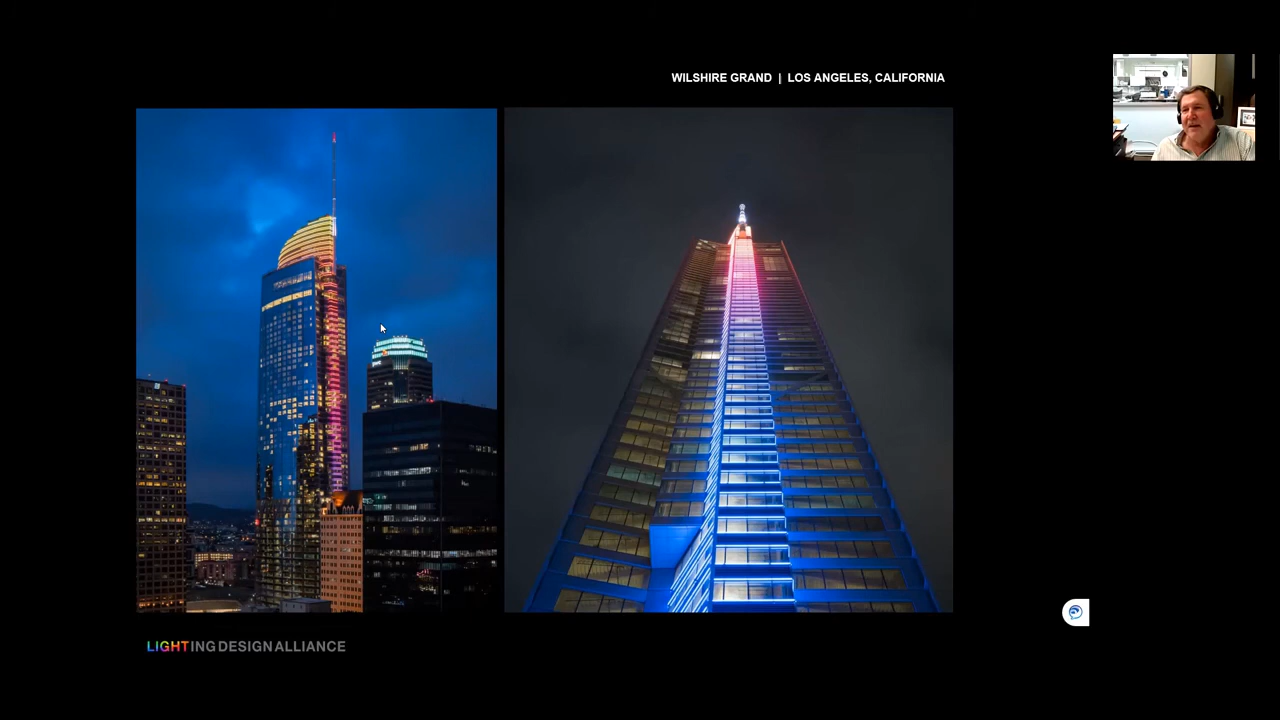 WILSHIRE GRAND | LOS ANGELES, CALIFORNIA
LIGHTING DESIGN ALLIANCE